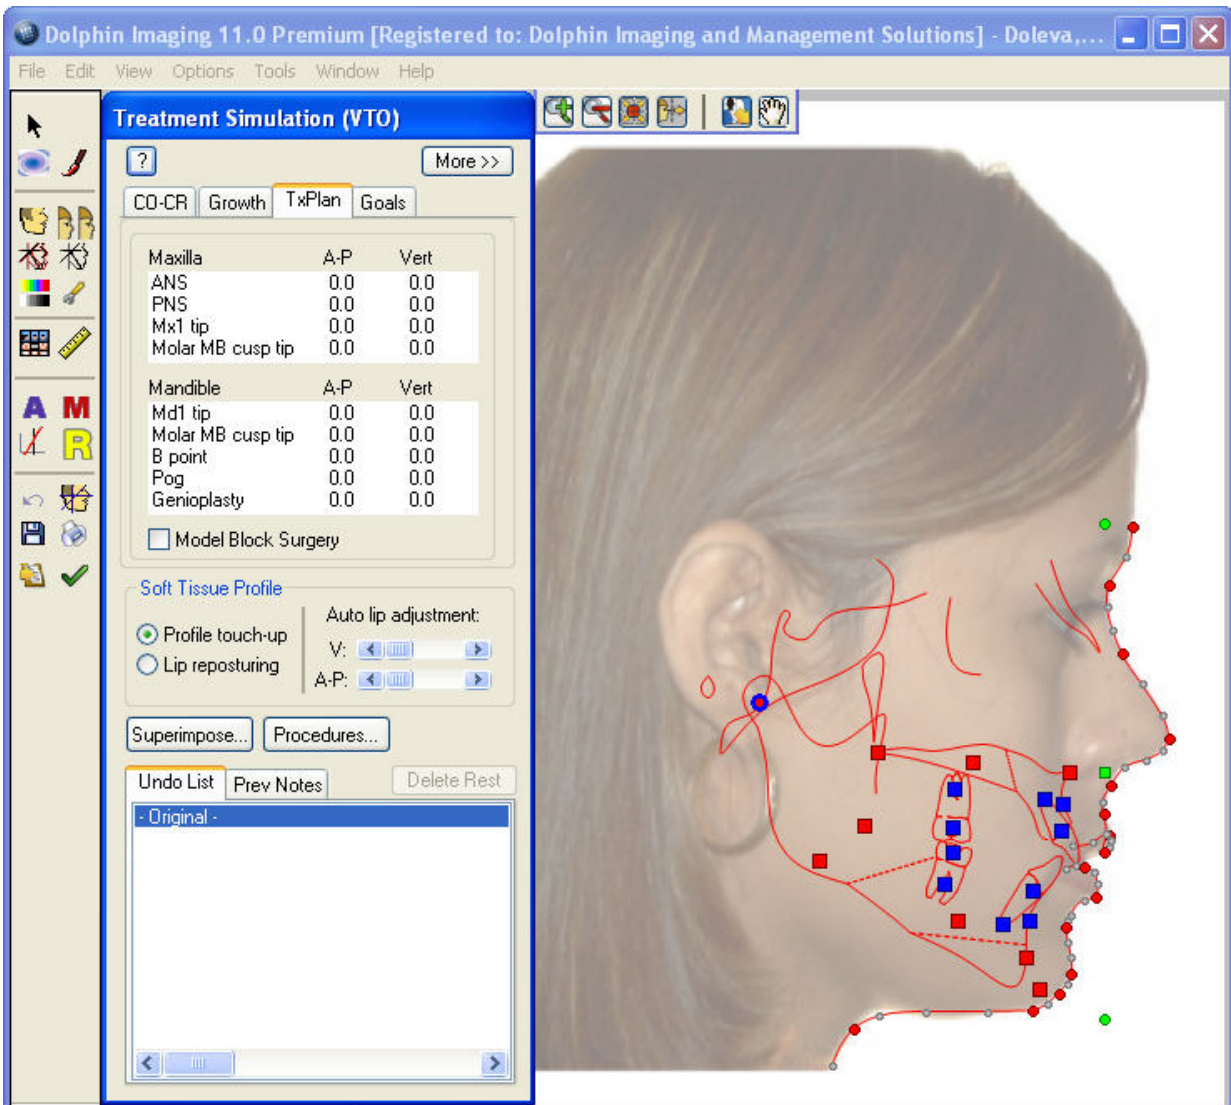 Dolphin Imaging 11.0 Premium [Registered to: Dolphin Imaging and Management Solutions] - Doleva,...
File Edit View Options Tools Window Help
Treatment Simulation (VTO)
? More >>
CO-CR Growth TxPlan Goals
Maxilla A-P Vert
ANS 0.0 0.0
PNS 0.0 0.0
Mx1 tip 0.0 0.0
Molar MB cusp tip 0.0 0.0
Mandible A-P Vert
Md1 tip 0.0 0.0
Molar MB cusp tip 0.0 0.0
B point 0.0 0.0
Pog 0.0 0.0
Genioplasty 0.0 0.0
Model Block Surgery
Soft Tissue Profile
Auto lip adjustment:
Profile touch-up
V:
Lip reposturing
A-P:
Superimpose... Procedures...
Undo List Prev Notes Delete Rest
- Original -
A M
R